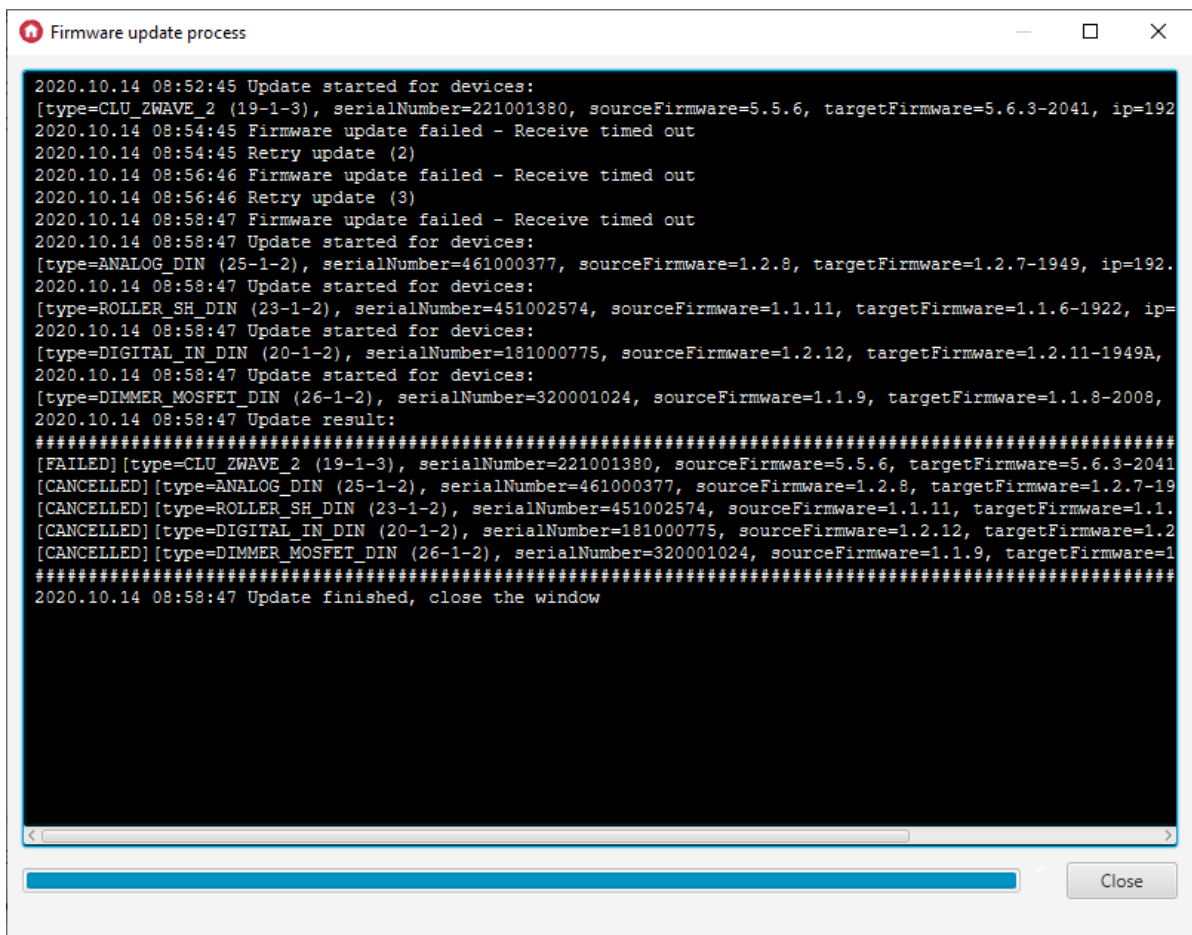 Firmware update process
2020.10.14 08:52:45 Update started for devices:
[type=CLU_ZWAVE_2 (19-1-3), serialNumber=221001380, sourceFirmware=5.5.6, targetFirmware=5.6.3-2041, ip=192
2020.10.14 08:54:45 Firmware update failed - Receive timed out
2020.10.14 08:54:45 Retry update (2)
2020.10.14 08:56:46 Firmware update failed - Receive timed out
2020.10.14 08:56:46 Retry update (3)
2020.10.14 08:58:47 Firmware update failed - Receive timed out
2020.10.14 08:58:47 Update started for devices:
[type=ANALOG_DIN (25-1-2), serialNumber=461000377, sourceFirmware=1.2.8, targetFirmware=1.2.7-1949, ip=192.
2020.10.14 08:58:47 Update started for devices:
[type=ROLLER_SH_DIN (23-1-2), serialNumber=451002574, sourceFirmware=1.1.11, targetFirmware=1.1.6-1922, ip=
2020.10.14 08:58:47 Update started for devices:
[type=DIGITAL_IN_DIN (20-1-2), serialNumber=181000775, sourceFirmware=1.2.12, targetFirmware=1.2.11-1949A,
2020.10.14 08:58:47 Update started for devices:
[type=DIMMER_MOSFET_DIN (26-1-2), serialNumber=320001024, sourceFirmware=1.1.9, targetFirmware=1.1.8-2008,
2020.10.14 08:58:47 Update result:
###########################################################################################################
[FAILED][type=CLU_ZWAVE_2 (19-1-3), serialNumber=221001380, sourceFirmware=5.5.6, targetFirmware=5.6.3-2041
[CANCELLED][type=ANALOG_DIN (25-1-2), serialNumber=461000377, sourceFirmware=1.2.8, targetFirmware=1.2.7-19
[CANCELLED][type=ROLLER_SH_DIN (23-1-2), serialNumber=451002574, sourceFirmware=1.1.11, targetFirmware=1.1.
[CANCELLED][type=DIGITAL_IN_DIN (20-1-2), serialNumber=181000775, sourceFirmware=1.2.12, targetFirmware=1.2
[CANCELLED][type=DIMMER_MOSFET_DIN (26-1-2), serialNumber=320001024, sourceFirmware=1.1.9, targetFirmware=1
###########################################################################################################
2020.10.14 08:58:47 Update finished, close the window
Close